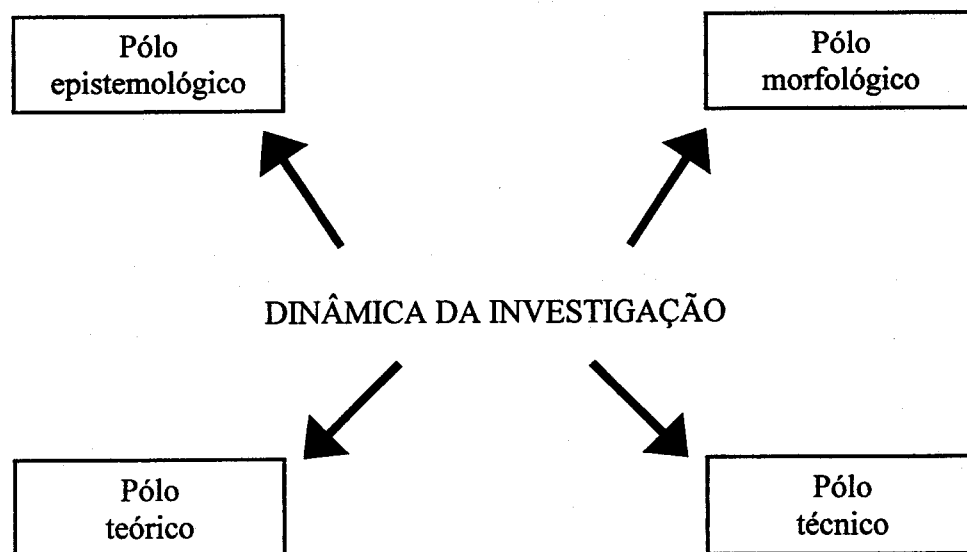 Pólo
epistemológico
Pólo
morfológico
DINÂMICA DA INVESTIGAÇÃO
Pólo
teórico
Pólo
técnico